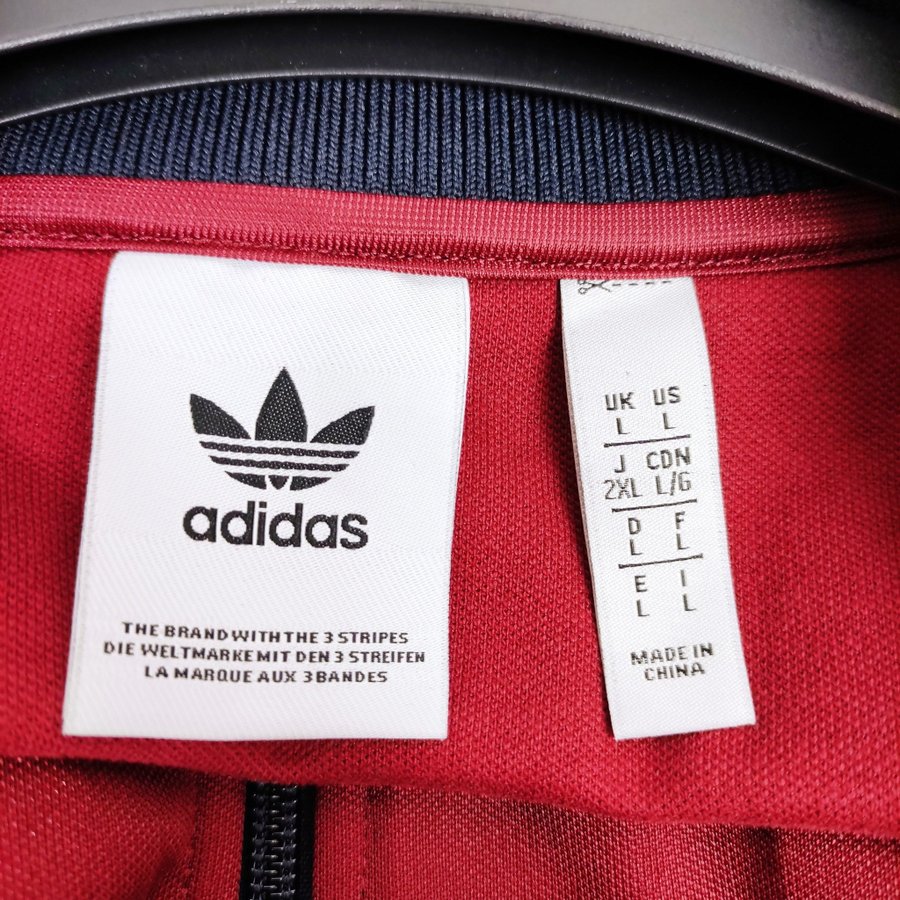 adidas
THE BRAND WITH THE 3 STRIPES
DIE WELTMARKE MIT DEN 3 STREIFEN
LA MARQUE AUX 3 BANDES
UK US
L L
J CDN
2XL L/G
D F
L L
E I
L L
MADE IN
CHINA